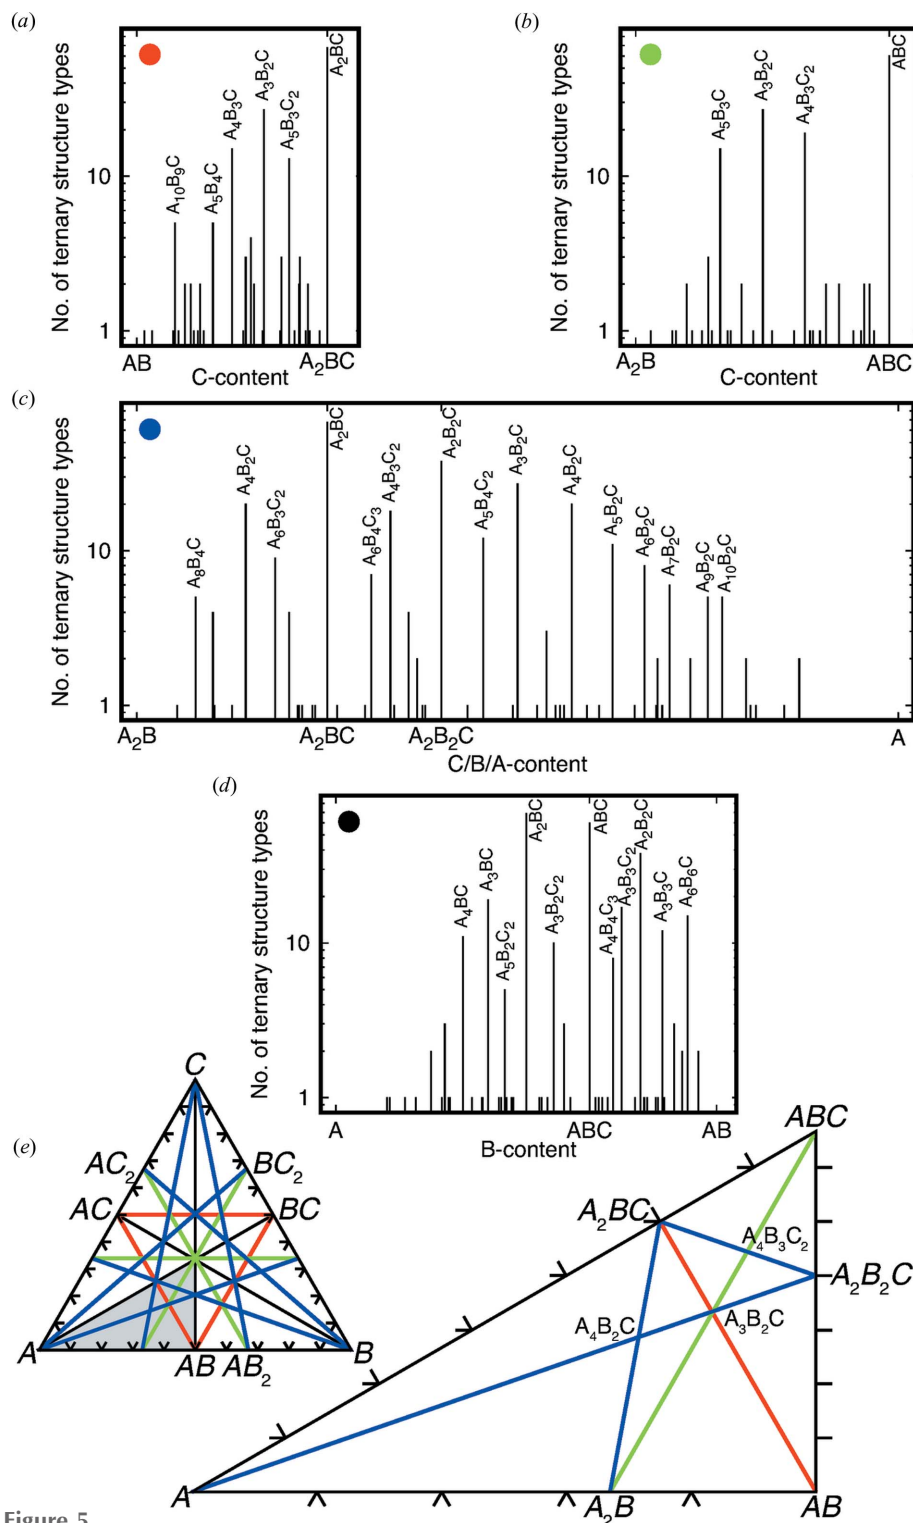 (a)
No. of ternary structure types
10
1
A₁₀B₉C
A₅B₄C
A₄B₃C
A₃B₂C
A₅B₃C₂
A₂BC
AB
A₂BC
C-content
(b)
No. of ternary structure types
10
1
A₅B₃C
A₃B₂C
A₄B₃C₂
ABC
A₂B
ABC
C-content
(c)
No. of ternary structure types
10
1
A₈B₄C
A₄B₂C
A₆B₃C₂
A₂BC
A₆B₄C₃
A₄B₃C₂
A₂B₂C
A₅B₄C₂
A₃B₂C
A₄B₂C
A₅B₂C
A₆B₂C
A₇B₂C
A₉B₂C
A₁₀B₂C
A₂B
A₂BC
A₂B₂C
A
C/B/A-content
(d)
No. of ternary structure types
10
1
A₄BC
A₃BC
A₅B₂C₂
A₂BC
A₃B₂C₂
ABC
A₄B₄C₃
A₃B₃C₂
A₂B₂C
A₃B₃C
A₆B₆C
A
ABC
AB
B-content
(e)
C
AC₂
BC₂
AC
BC
A
AB
AB₂
B
ABC
A₂BC
A₄B₃C₂
A₂B₂C
A₄B₂C
A₃B₂C
A
A₂B
AB
Figure 5